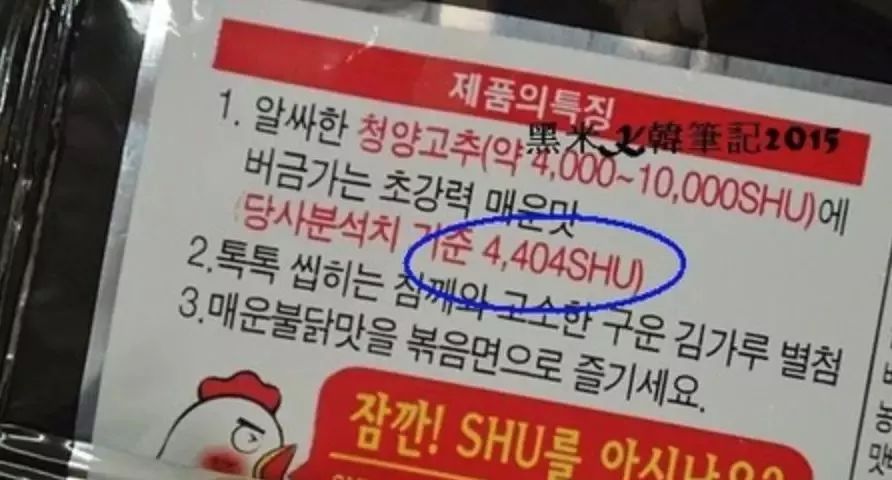 제품의특징
黑米X韓筆記2015
1. 알싸한 청양고추(약 4,000~10,000SHU)에
버금가는 초강력 매운맛
(당사분석치 기준 4,404SHU)
2.톡톡 씹히는 참깨와 고소한 구운 김가루 별첨
3.매운불닭맛을 볶음면으로 즐기세요.
잠깐! SHU를 아시나요?